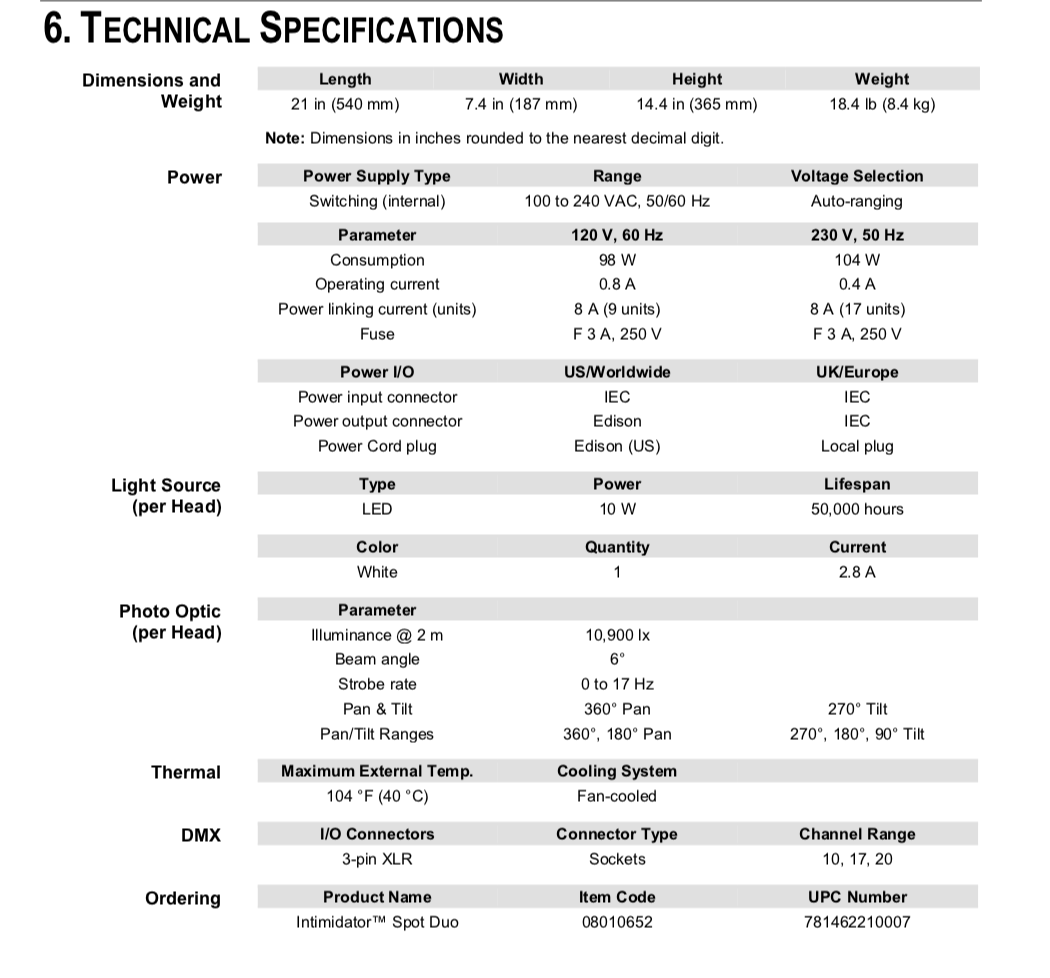 6. TECHNICAL SPECIFICATIONS
Dimensions and Weight
Length Width Height Weight
21 in (540 mm) 7.4 in (187 mm) 14.4 in (365 mm) 18.4 lb (8.4 kg)
Note: Dimensions in inches rounded to the nearest decimal digit.
Power
Power Supply Type Range Voltage Selection
Switching (internal) 100 to 240 VAC, 50/60 Hz Auto-ranging
Parameter 120 V, 60 Hz 230 V, 50 Hz
Consumption 98 W 104 W
Operating current 0.8 A 0.4 A
Power linking current (units) 8 A (9 units) 8 A (17 units)
Fuse F 3 A, 250 V F 3 A, 250 V
Power I/O US/Worldwide UK/Europe
Power input connector IEC IEC
Power output connector Edison IEC
Power Cord plug Edison (US) Local plug
Light Source (per Head)
Type Power Lifespan
LED 10 W 50,000 hours
Color Quantity Current
White 1 2.8 A
Photo Optic (per Head)
Parameter
Illuminance @ 2 m 10,900 lx
Beam angle 6°
Strobe rate 0 to 17 Hz
Pan & Tilt 360° Pan 270° Tilt
Pan/Tilt Ranges 360°, 180° Pan 270°, 180°, 90° Tilt
Thermal
Maximum External Temp. Cooling System
104 °F (40 °C) Fan-cooled
DMX
I/O Connectors Connector Type Channel Range
3-pin XLR Sockets 10, 17, 20
Ordering
Product Name Item Code UPC Number
Intimidator™ Spot Duo 08010652 781462210007